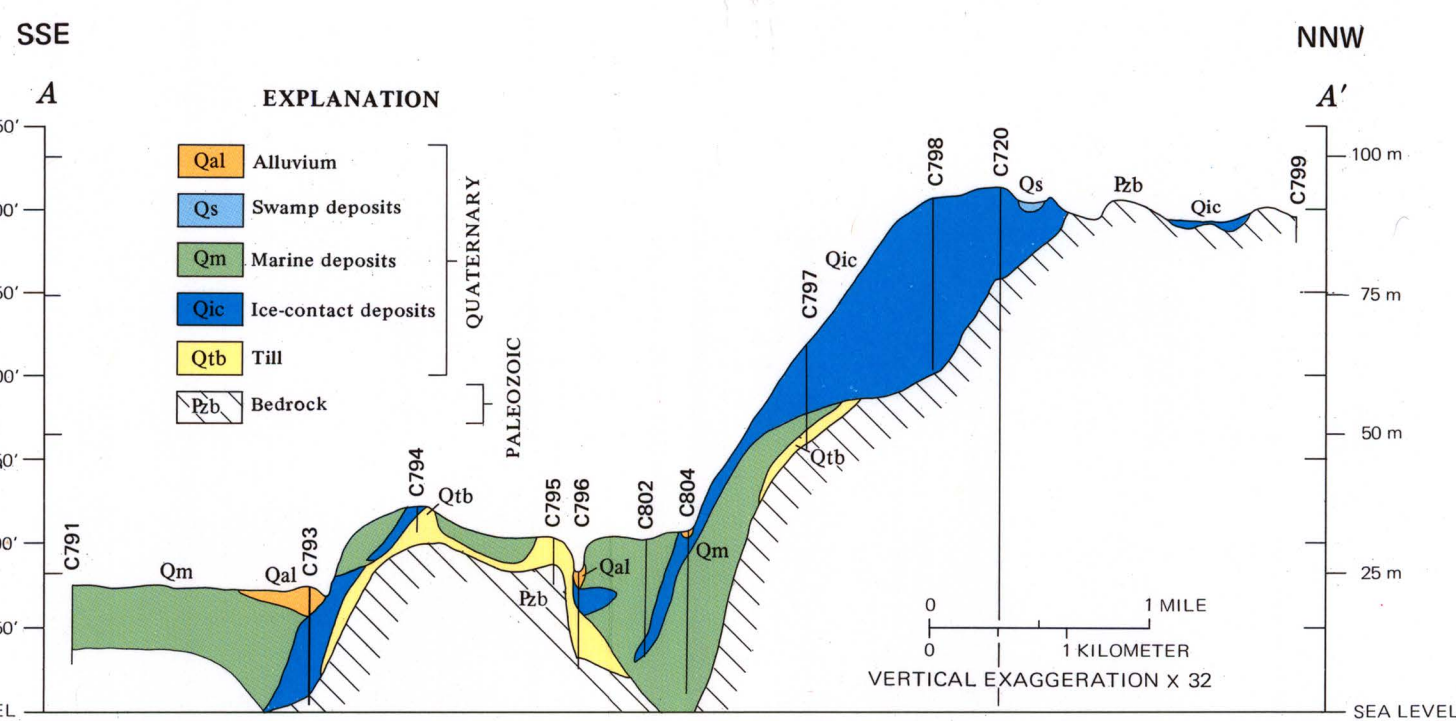 SSE
NNW
A
A'
EXPLANATION
Qal Alluvium
Qs Swamp deposits
Qm Marine deposits
Qic Ice-contact deposits
Qtb Till
Pzb Bedrock
QUATERNARY
PALEOZOIC
C791
Qm
Qal
C793
C794
Qtb
C795
C796
Pzb
Qal
C802
C804
Qm
C797
Qtb
Qic
C798
C720
Qs
Pzb
Qic
C799
100 m
75 m
50 m
25 m
SEA LEVEL
0 1 MILE
0 1 KILOMETER
VERTICAL EXAGGERATION X 32